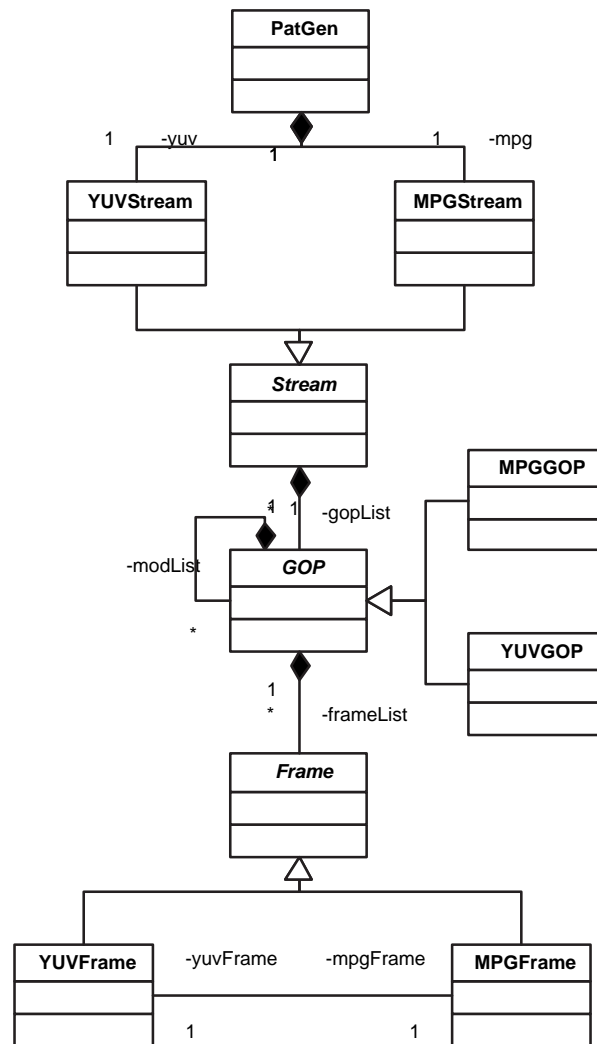 PatGen
1 -yuv 1 1 -mpg
YUVStream MPGStream
Stream
MPGGOP
* 1 1 -gopList
-modList GOP
* YUVGOP
1
* -frameList
Frame
YUVFrame -yuvFrame -mpgFrame MPGFrame
1 1